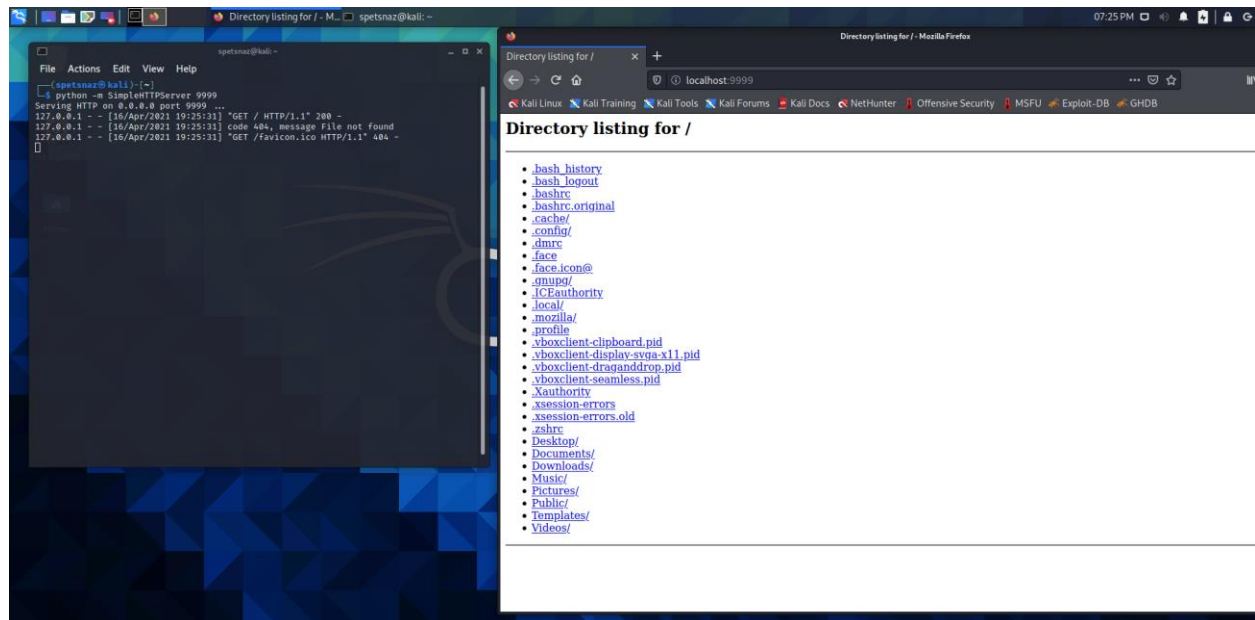 Directory listing for / - M...
spetsnaz@kali: ~
07:25 PM
spetsnaz@kali: ~
File Actions Edit View Help
(spetsnaz㉿kali)-[~]
$ python -m SimpleHTTPServer 9999
Serving HTTP on 0.0.0.0 port 9999 ...
127.0.0.1 - - [16/Apr/2021 19:25:31] "GET / HTTP/1.1" 200 -
127.0.0.1 - - [16/Apr/2021 19:25:31] code 404, message File not found
127.0.0.1 - - [16/Apr/2021 19:25:31] "GET /favicon.ico HTTP/1.1" 404 -
Directory listing for / - Mozilla Firefox
Directory listing for /
localhost:9999
Kali Linux Kali Training Kali Tools Kali Forums Kali Docs NetHunter Offensive Security MSFU Exploit-DB GHDB
Directory listing for /
.bash_history
.bash_logout
.bashrc
.bashrc.original
.cache/
.config/
.dmrc
.face
.face.icon@
.gnupg/
.ICEauthority
.local/
.mozilla/
.profile
.vboxclient-clipboard.pid
.vboxclient-display-svga-x11.pid
.vboxclient-draganddrop.pid
.vboxclient-seamless.pid
.Xauthority
.xsession-errors
.xsession-errors.old
.zshrc
Desktop/
Documents/
Downloads/
Music/
Pictures/
Public/
Templates/
Videos/